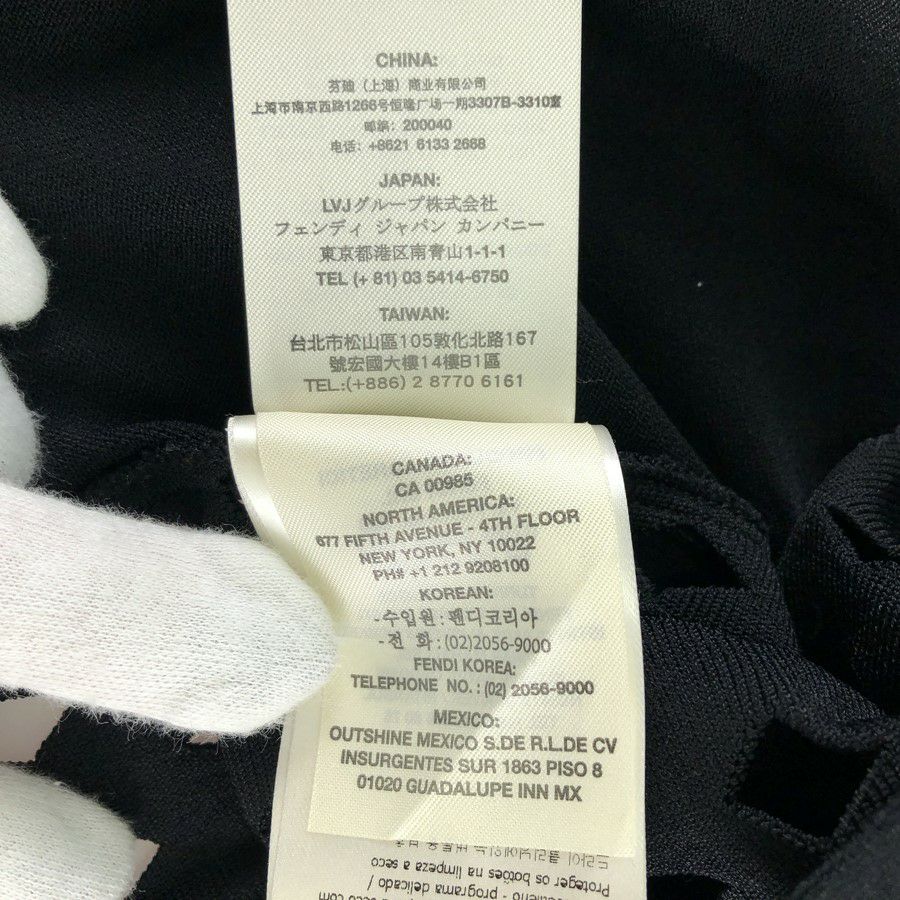 CHINA:
芬迪（上海）商业有限公司
上海市南京西路1266号恒隆广场一期3307B-3310室
邮编：200040
电话：+8621 6133 2668
JAPAN:
LVJグループ株式会社
フェンディ ジャパン カンパニー
東京都港区南青山1-1-1
TEL (+ 81) 03 5414-6750
TAIWAN:
台北市松山區105敦化北路167
號宏國大樓14樓B1區
TEL:(+886) 2 8770 6161
CANADA:
CA 00985
NORTH AMERICA:
677 FIFTH AVENUE - 4TH FLOOR
NEW YORK, NY 10022
PH# +1 212 9208100
KOREAN:
-수입원 : 펜디코리아
-전 화 : (02)2056-9000
FENDI KOREA:
TELEPHONE NO. : (02) 2056-9000
MEXICO:
OUTSHINE MEXICO S.DE R.L.DE CV
INSURGENTES SUR 1863 PISO 8
01020 GUADALUPE INN MX
Proteger os botões na limpeza a seco
- programa delicado /